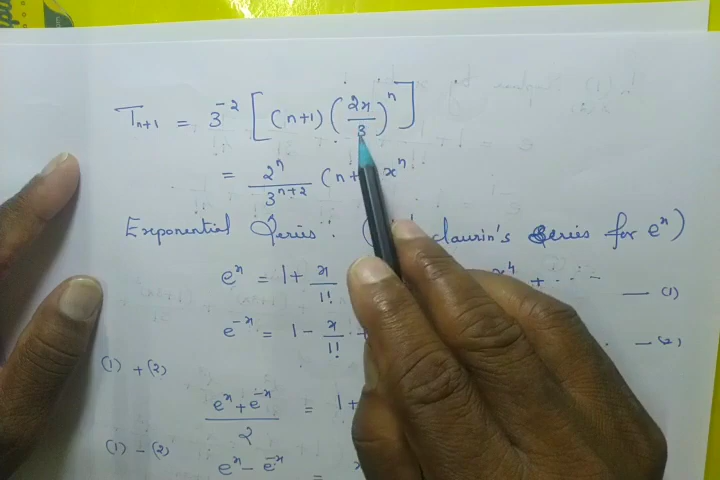 Tn+1 = 3^-2 [ (n+1) (2x/3)^n ]
= 2^n/3^(n+2) (n+ x^n
Exponential Series : ( claurin's Series for e^x)
e^x = 1 + x/1! x^4 + ...... — (1)
e^-x = 1 - x/1! + . — (2)
(1) + (2)
(e^x + e^-x)/2 = 1+
(1) - (2)
e^x - e^-x =